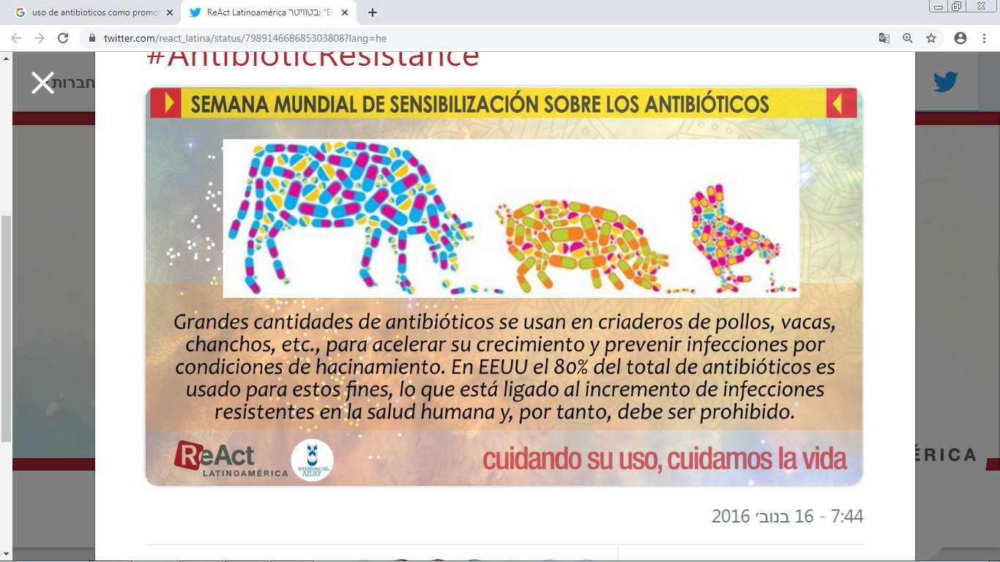 uso de antibioticos como promot
ReAct Latinoamérica בטוויטר: "El
twitter.com/react_latina/status/798914668685303808?lang=he
#AntibioticResistance
חברות
SEMANA MUNDIAL DE SENSIBILIZACIÓN SOBRE LOS ANTIBIÓTICOS
Grandes cantidades de antibióticos se usan en criaderos de pollos, vacas,
chanchos, etc., para acelerar su crecimiento y prevenir infecciones por
condiciones de hacinamiento. En EEUU el 80% del total de antibióticos es
usado para estos fines, lo que está ligado al incremento de infecciones
resistentes en la salud humana y, por tanto, debe ser prohibido.
ReAct
LATINOAMÉRICA
UNIVERSIDAD DEL
AZUAY
cuidando su uso, cuidamos la vida
ÉRICA
7:44 - 16 בנוב׳ 2016